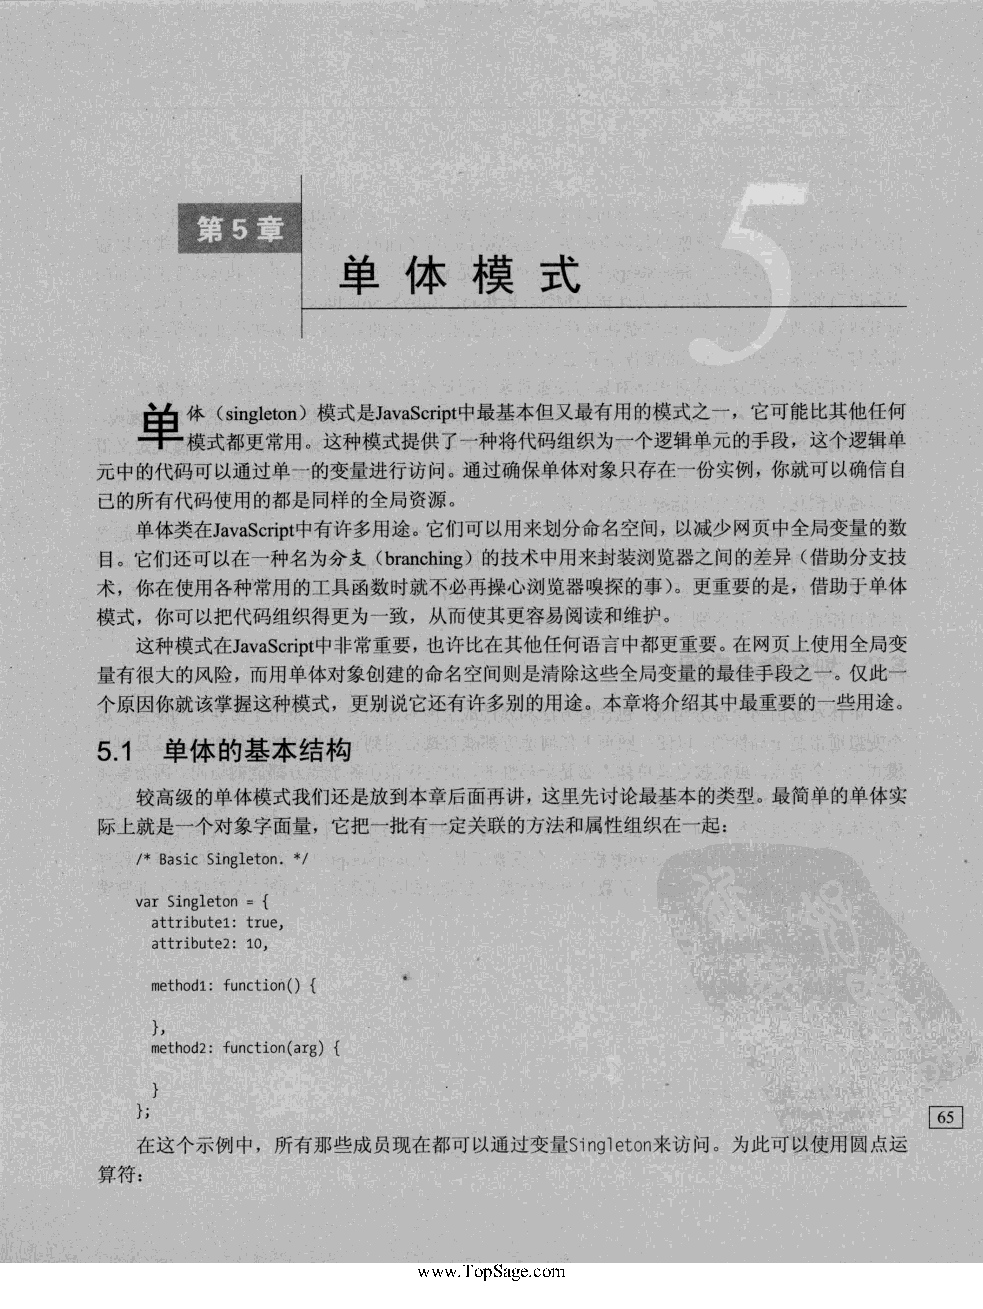 第5章
5
单体模式
单体（singleton）模式是JavaScript中最基本但又最有用的模式之一，它可能比其他任何
模式都更常用。这种模式提供了一种将代码组织为一个逻辑单元的手段，这个逻辑单
元中的代码可以通过单一的变量进行访问。通过确保单体对象只存在一份实例，你就可以确信自
己的所有代码使用的都是同样的全局资源。
单体类在JavaScript中有许多用途。它们可以用来划分命名空间，以减少网页中全局变量的数
目。它们还可以在一种名为分支（branching）的技术中用来封装浏览器之间的差异（借助分支技
术，你在使用各种常用的工具函数时就不必再操心浏览器嗅探的事）。更重要的是，借助于单体
模式，你可以把代码组织得更为一致，从而使其更容易阅读和维护。
这种模式在JavaScript中非常重要，也许比在其他任何语言中都更重要。在网页上使用全局变
量有很大的风险，而用单体对象创建的命名空间则是清除这些全局变量的最佳手段之一。仅此一
个原因你就该掌握这种模式，更别说它还有许多别的用途。本章将介绍其中最重要的一些用途。
5.1 单体的基本结构
较高级的单体模式我们还是放到本章后面再讲，这里先讨论最基本的类型。最简单的单体实
际上就是一个对象字面量，它把一批有一定关联的方法和属性组织在一起：
/* Basic Singleton. */
var Singleton = {
attribute1: true,
attribute2: 10,
method1: function() {
},
method2: function(arg) {
}
};
65
在这个示例中，所有那些成员现在都可以通过变量Singleton来访问。为此可以使用圆点运
算符：
www.TopSage.com